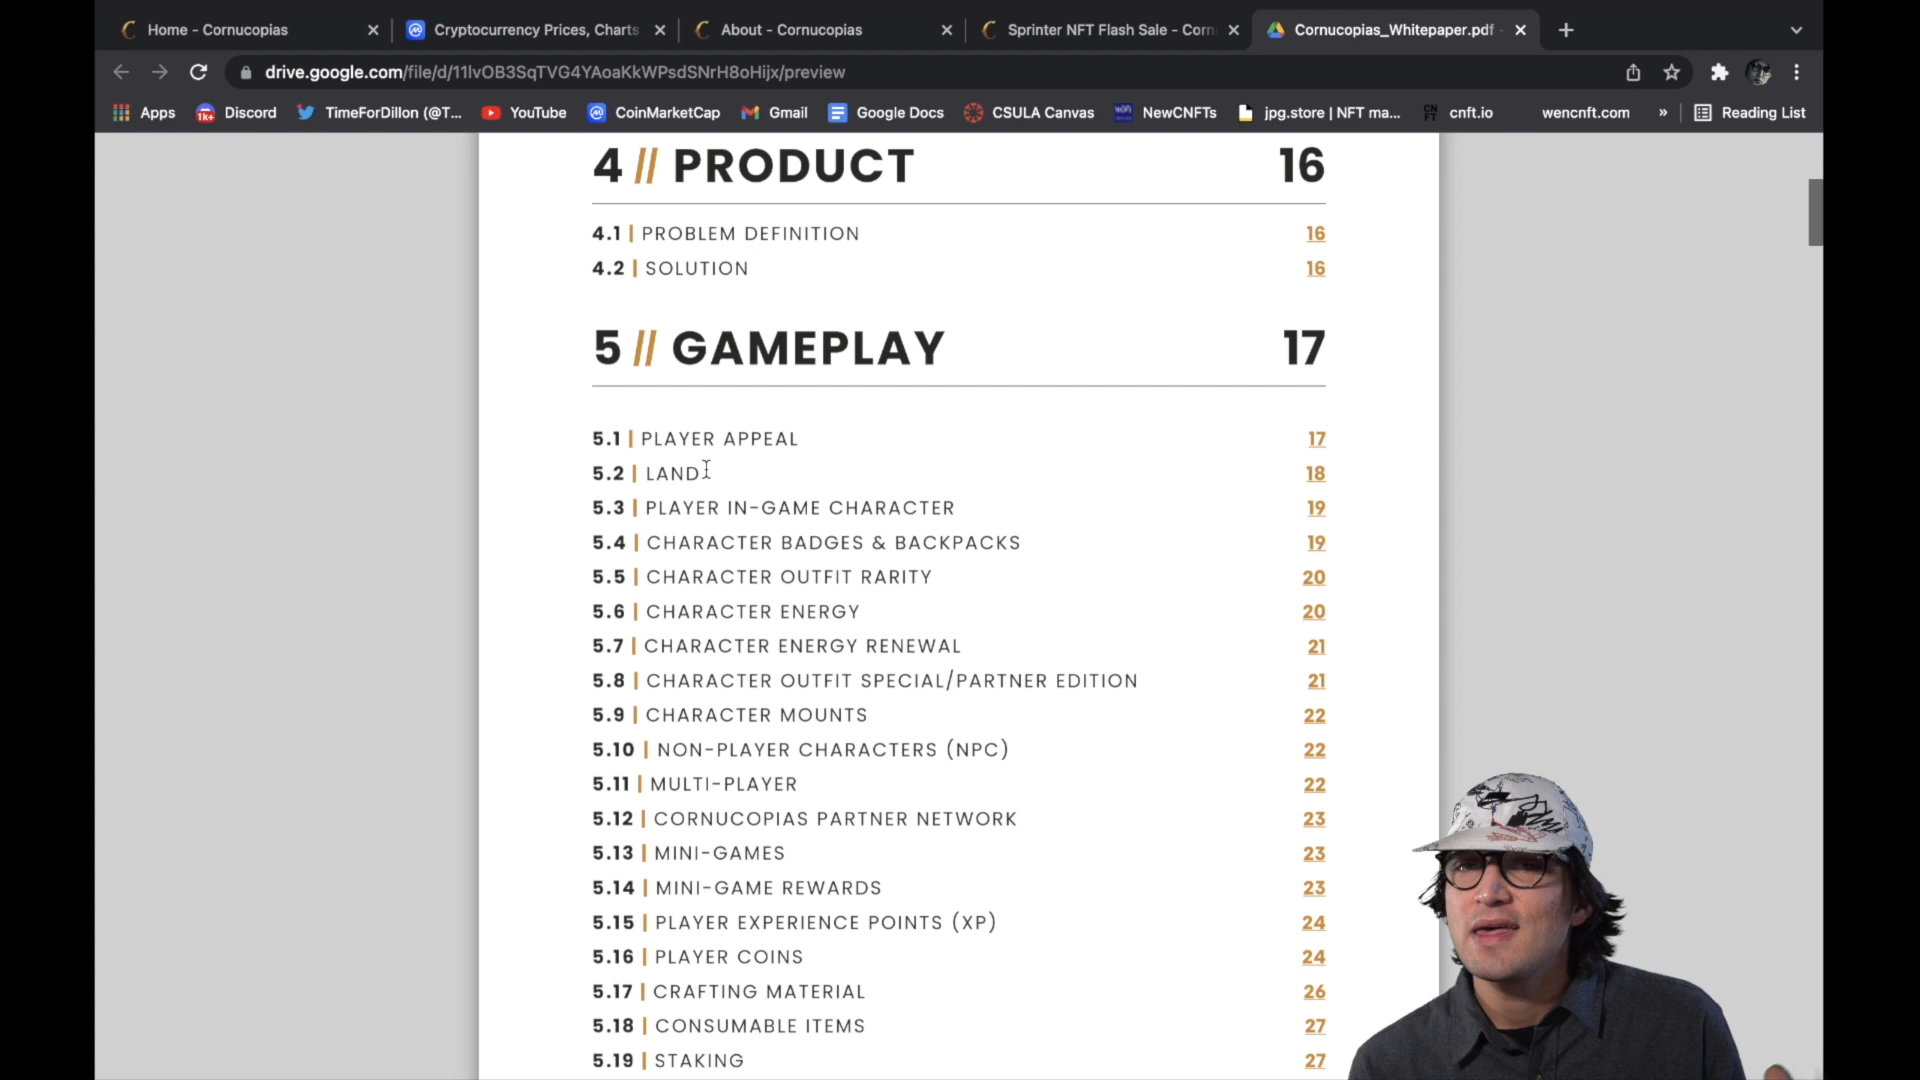 Home - Cornucopias
Cryptocurrency Prices, Charts
About - Cornucopias
Sprinter NFT Flash Sale - Corn
Cornucopias_Whitepaper.pdf -
drive.google.com/file/d/11lvOB3SqTVG4YAoaKkWPsdSNrH8oHijx/preview
Apps
1k+
Discord
TimeForDillon (@T...
YouTube
CoinMarketCap
Gmail
Google Docs
CSULA Canvas
NewCNFTs
jpg.store | NFT ma...
CNFT
cnft.io
wencnft.com
»
Reading List
4 // PRODUCT 16
4.1 | PROBLEM DEFINITION 16
4.2 | SOLUTION 16
5 // GAMEPLAY 17
5.1 | PLAYER APPEAL 17
5.2 | LAND 18
5.3 | PLAYER IN-GAME CHARACTER 19
5.4 | CHARACTER BADGES & BACKPACKS 19
5.5 | CHARACTER OUTFIT RARITY 20
5.6 | CHARACTER ENERGY 20
5.7 | CHARACTER ENERGY RENEWAL 21
5.8 | CHARACTER OUTFIT SPECIAL/PARTNER EDITION 21
5.9 | CHARACTER MOUNTS 22
5.10 | NON-PLAYER CHARACTERS (NPC) 22
5.11 | MULTI-PLAYER 22
5.12 | CORNUCOPIAS PARTNER NETWORK 23
5.13 | MINI-GAMES 23
5.14 | MINI-GAME REWARDS 23
5.15 | PLAYER EXPERIENCE POINTS (XP) 24
5.16 | PLAYER COINS 24
5.17 | CRAFTING MATERIAL 26
5.18 | CONSUMABLE ITEMS 27
5.19 | STAKING 27